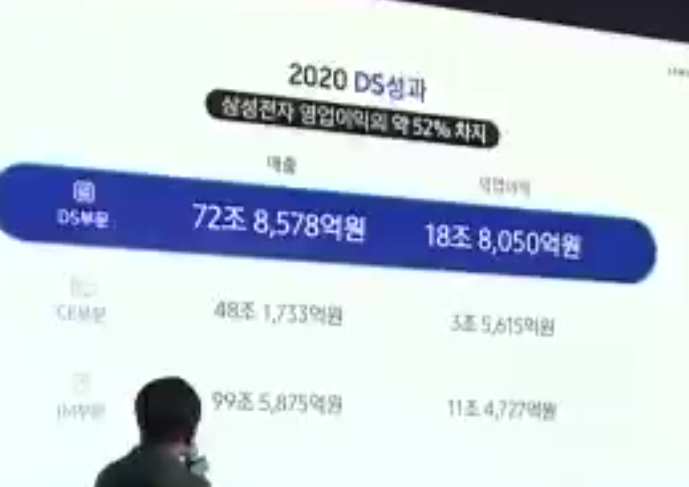 2020 DS성과
삼성전자 영업이익의 약 52% 차지
매출
영업이익
DS부문
72조 8,578억원
18조 8,050억원
CE부문
48조 1,733억원
3조 5,615억원
IM부문
99조 5,875억원
11조 4,727억원